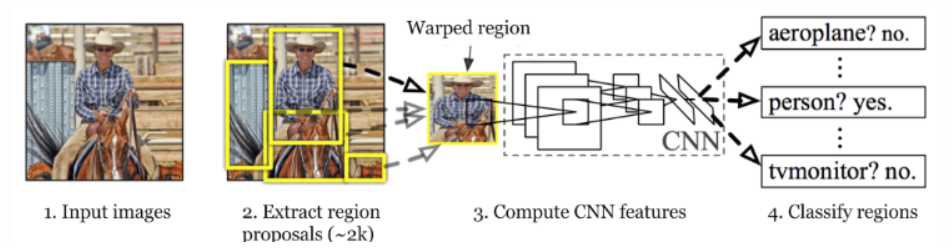 Warped region
aeroplane? no.
⋮
person? yes.
⋮
tvmonitor? no.
CNN
1. Input images
2. Extract region
proposals (~2k)
3. Compute CNN features
4. Classify regions